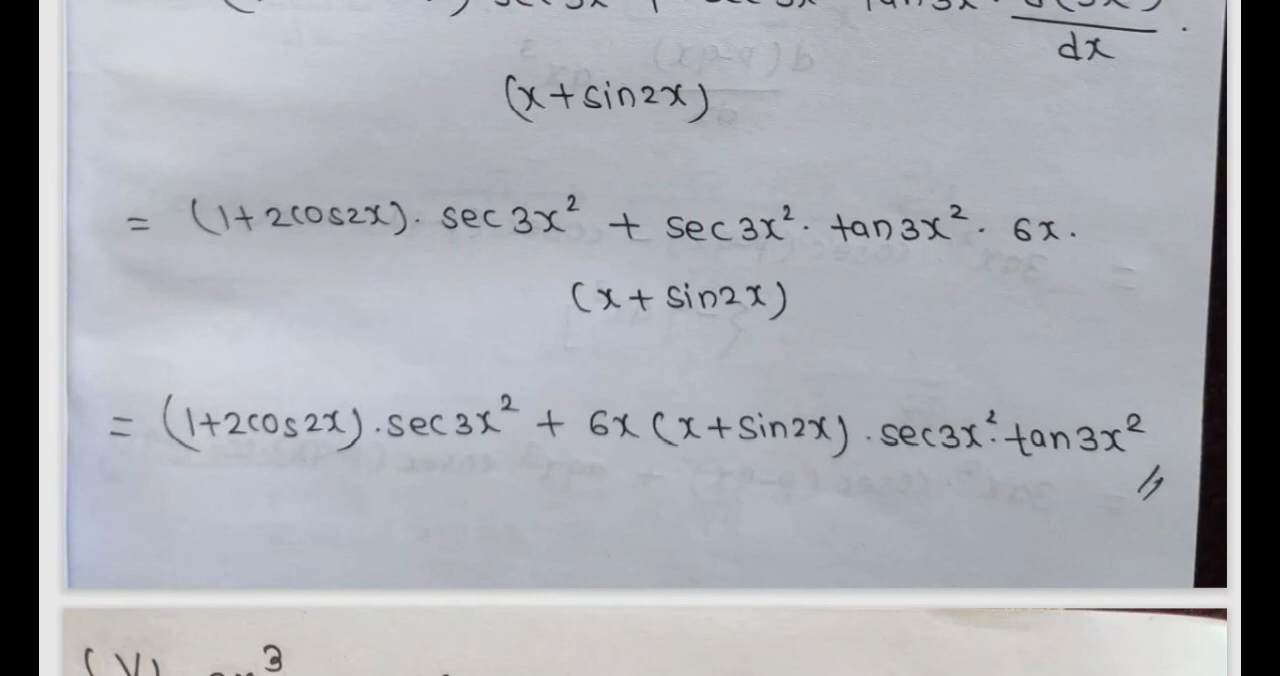 dx
(x + sin2x)
= (1+2cos2x). sec3x² + sec3x². tan3x². 6x.
(x + sin2x)
= (1+2cos2x).sec3x² + 6x(x+sin2x).sec3x².tan3x²
(V)
3